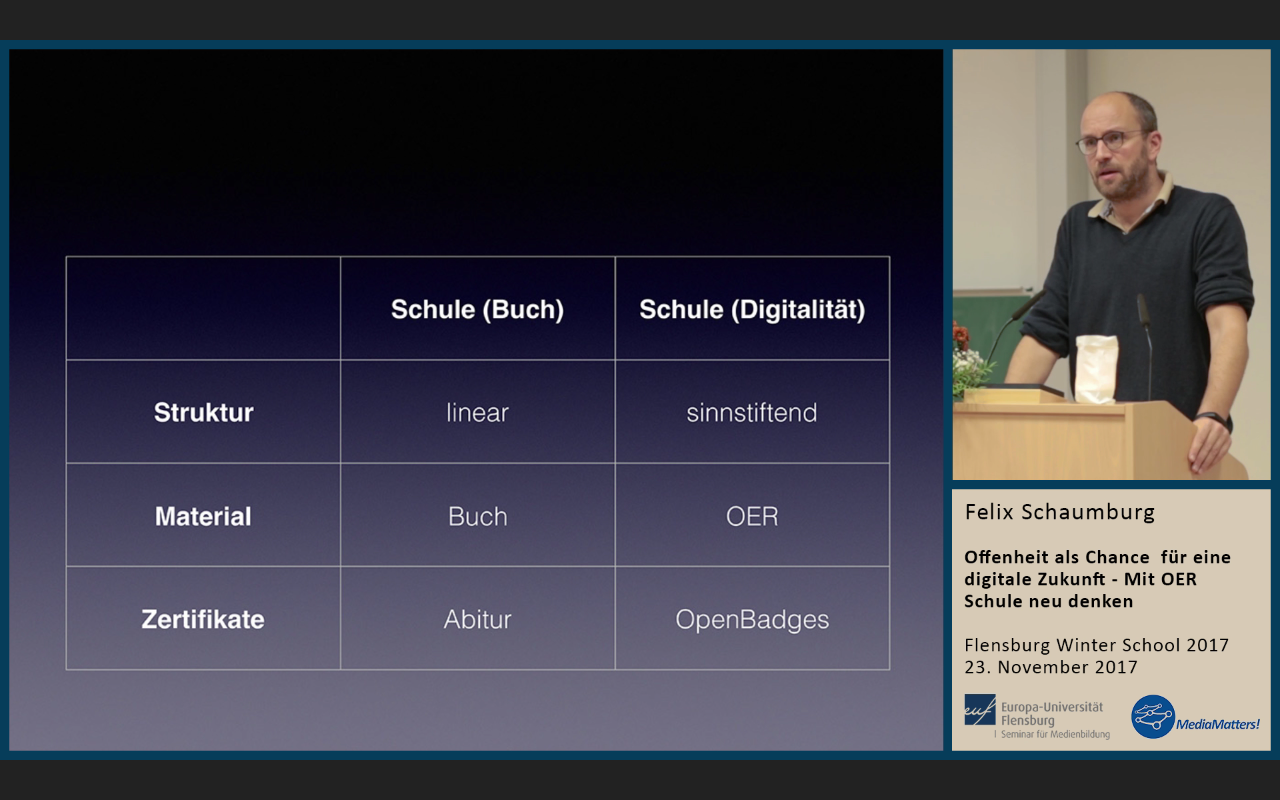 Schule (Buch) Schule (Digitalität)
Struktur linear sinnstiftend
Material Buch OER
Zertifikate Abitur OpenBadges
Felix Schaumburg
Offenheit als Chance für eine
digitale Zukunft - Mit OER
Schule neu denken
Flensburg Winter School 2017
23. November 2017
euf
Europa-Universität
Flensburg
Seminar für Medienbildung
MediaMatters!